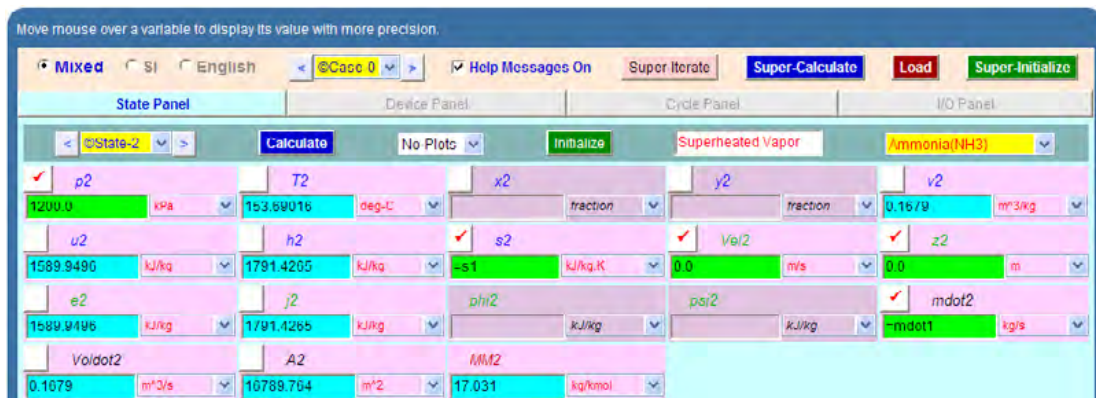 Move mouse over a variable to display its value with more precision.
Mixed SI English < ©Case-0 > Help Messages On Super-Iterate Super-Calculate Load Super-Initialize
State Panel Device Panel Cycle Panel I/O Panel
< ©State-2 > Calculate No-Plots Initialize Superheated Vapor Ammonia(NH3)
p2 T2 x2 y2 v2
1200.0 kPa 153.69016 deg-C fraction fraction 0.1679 m^3/kg
u2 h2 s2 Vel2 z2
1589.9496 kJ/kg 1791.4265 kJ/kg =s1 kJ/kg.K 0.0 m/s 0.0 m
e2 j2 phi2 psi2 mdot2
1589.9496 kJ/kg 1791.4265 kJ/kg kJ/kg kJ/kg =mdot1 kg/s
Voldot2 A2 MM2
0.1679 m^3/s 16789.764 m^2 17.031 kg/kmol